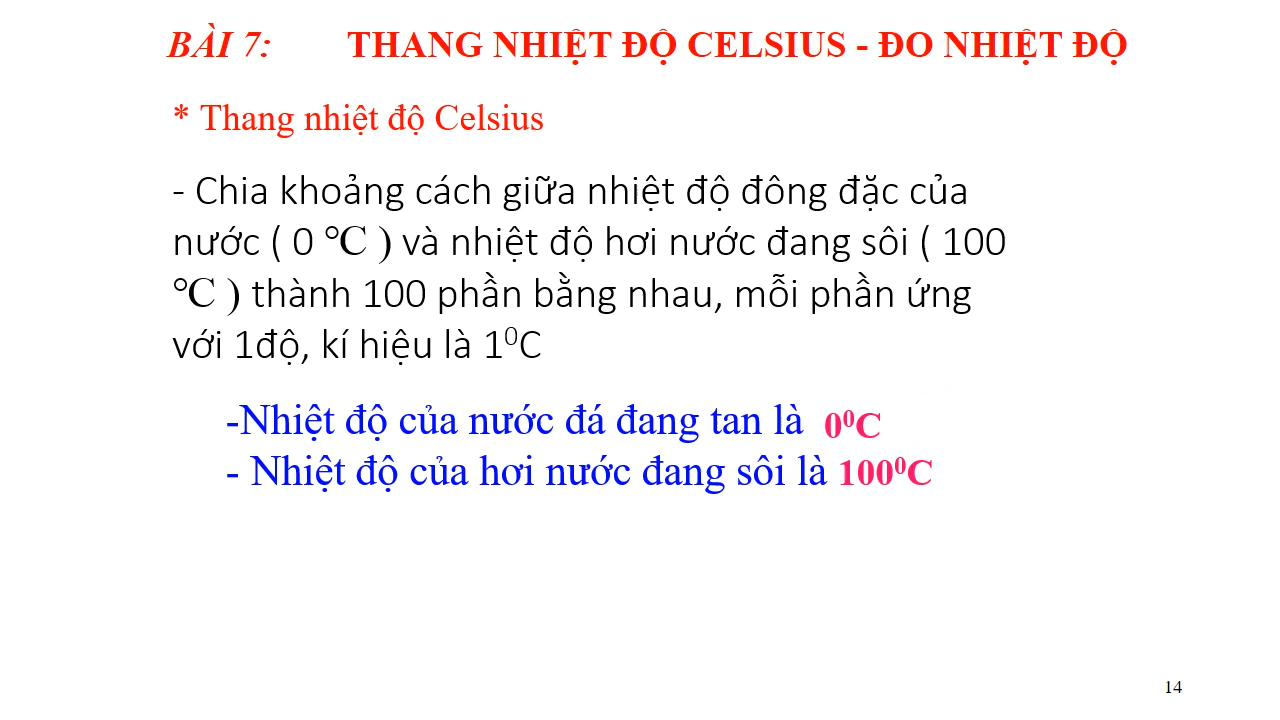 BÀI 7: THANG NHIỆT ĐỘ CELSIUS - ĐO NHIỆT ĐỘ
* Thang nhiệt độ Celsius
- Chia khoảng cách giữa nhiệt độ đông đặc của
nước ( 0 ℃ ) và nhiệt độ hơi nước đang sôi ( 100
℃ ) thành 100 phần bằng nhau, mỗi phần ứng
với 1độ, kí hiệu là 1⁰C
-Nhiệt độ của nước đá đang tan là 0⁰C
- Nhiệt độ của hơi nước đang sôi là 100⁰C
14